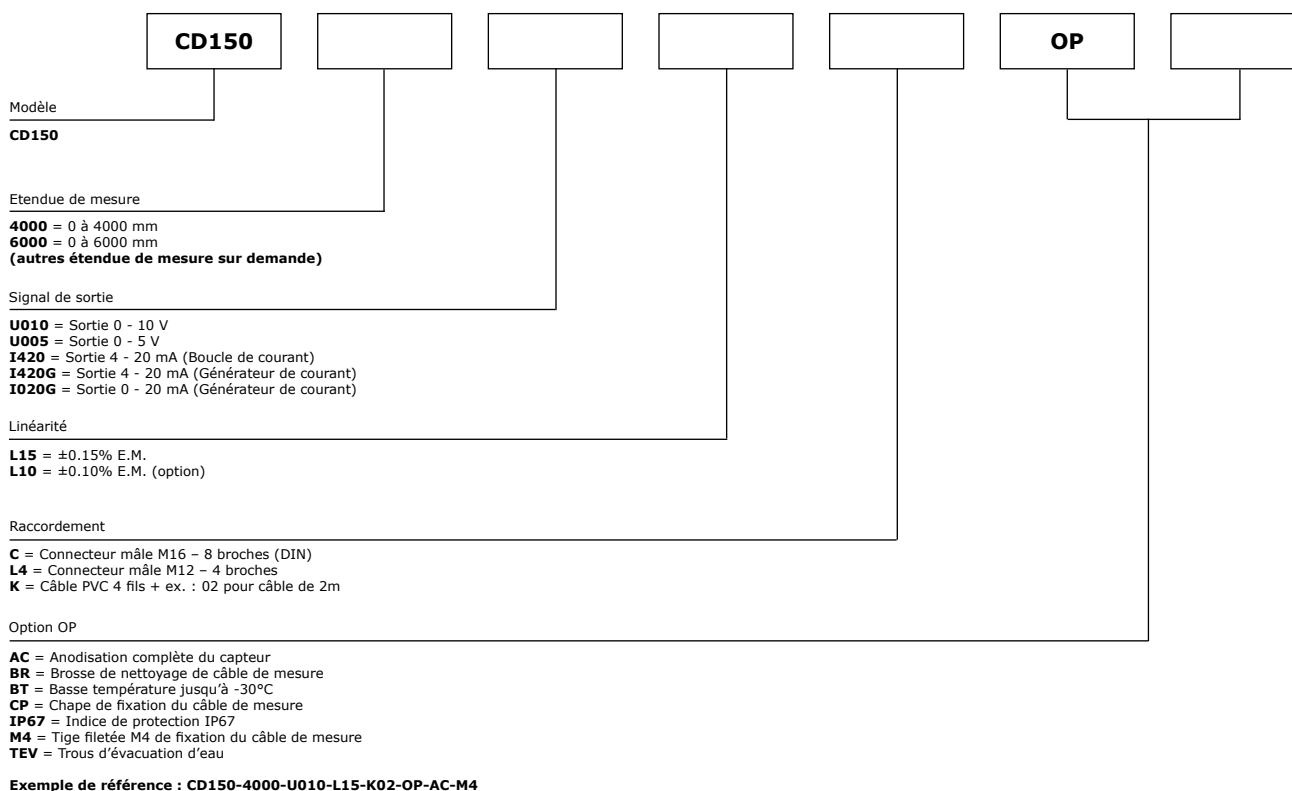 CD150
OP
Modèle
CD150
Etendue de mesure
4000 = 0 à 4000 mm
6000 = 0 à 6000 mm
(autres étendue de mesure sur demande)
Signal de sortie
U010 = Sortie 0 - 10 V
U005 = Sortie 0 - 5 V
I420 = Sortie 4 - 20 mA (Boucle de courant)
I420G = Sortie 4 - 20 mA (Générateur de courant)
I020G = Sortie 0 - 20 mA (Générateur de courant)
Linéarité
L15 = ±0.15% E.M.
L10 = ±0.10% E.M. (option)
Raccordement
C = Connecteur mâle M16 – 8 broches (DIN)
L4 = Connecteur mâle M12 – 4 broches
K = Câble PVC 4 fils + ex. : 02 pour câble de 2m
Option OP
AC = Anodisation complète du capteur
BR = Brosse de nettoyage de câble de mesure
BT = Basse température jusqu'à -30°C
CP = Chape de fixation du câble de mesure
IP67 = Indice de protection IP67
M4 = Tige filetée M4 de fixation du câble de mesure
TEV = Trous d'évacuation d'eau
Exemple de référence : CD150-4000-U010-L15-K02-OP-AC-M4